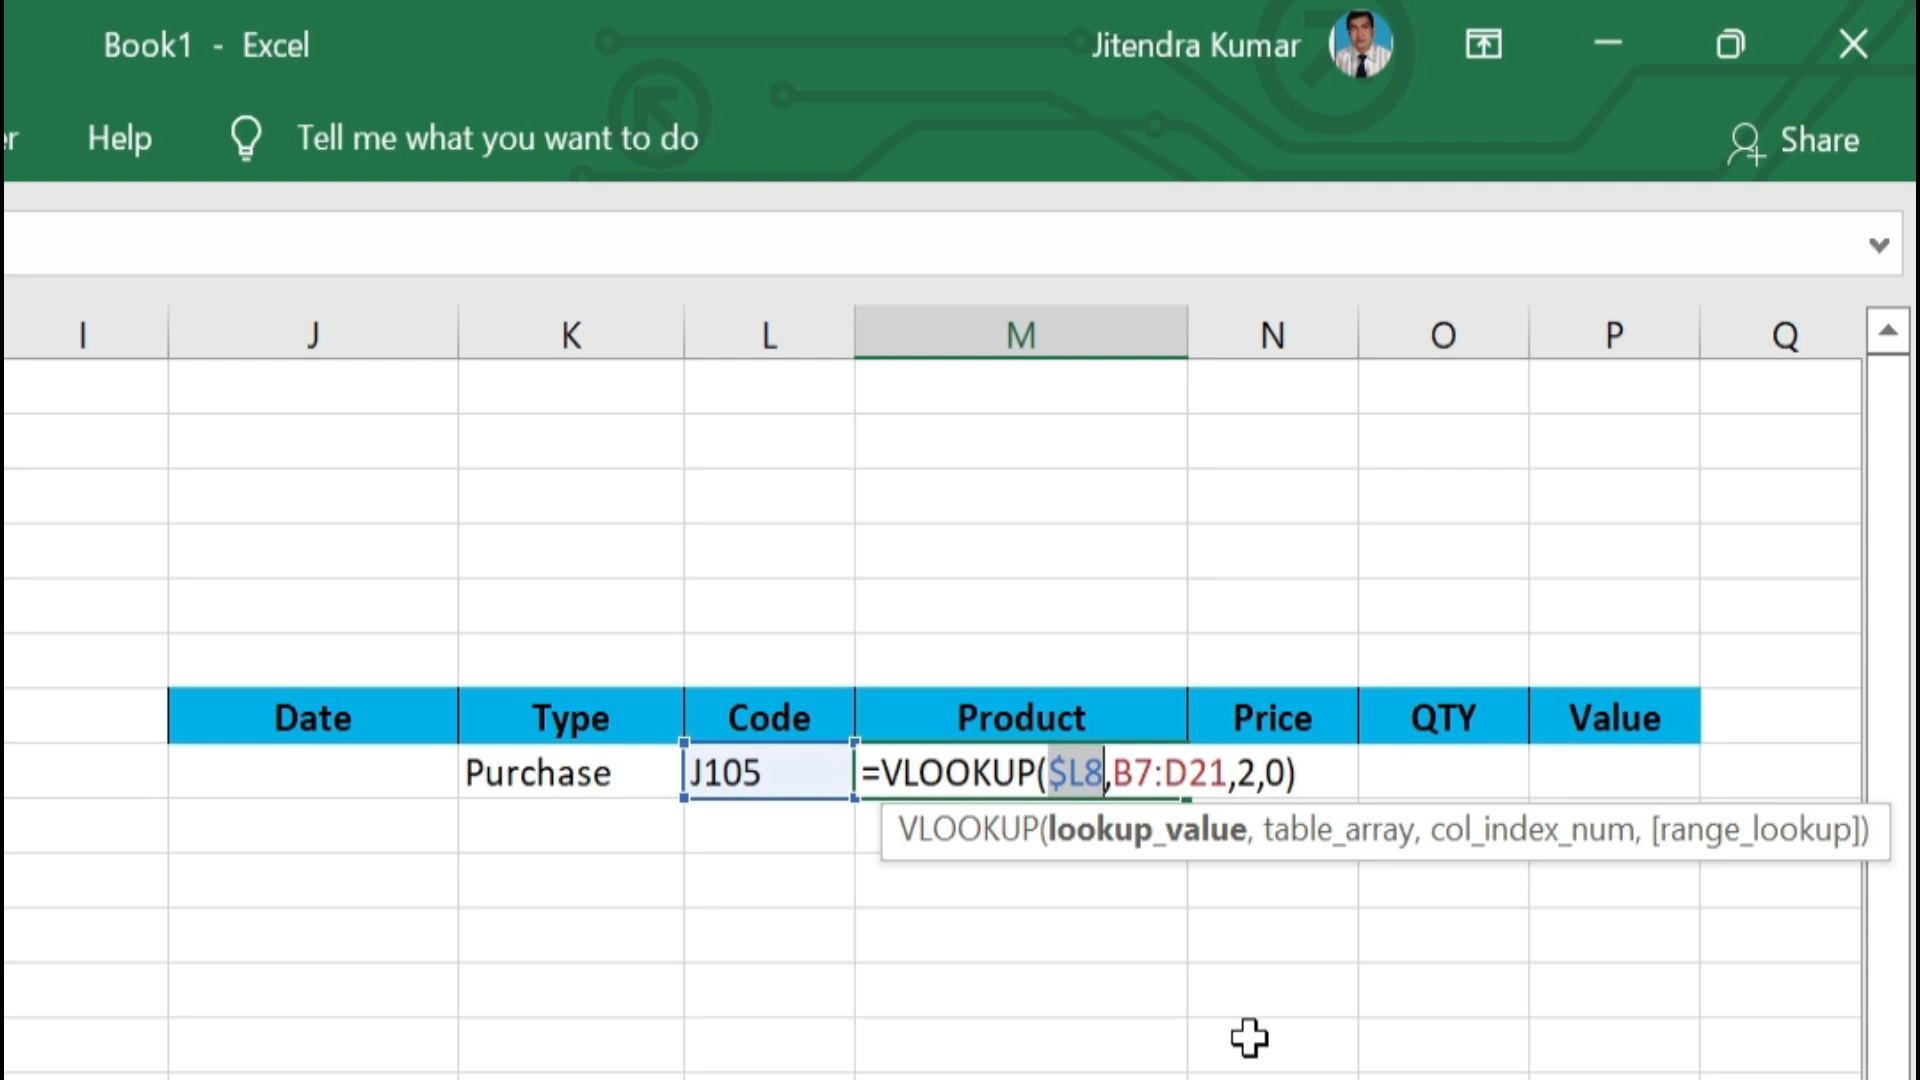 Book1 - Excel
Jitendra Kumar
er
Help
Tell me what you want to do
Share
I J K L M N O P Q
Date Type Code Product Price QTY Value
Purchase J105 =VLOOKUP($L8,B7:D21,2,0)
VLOOKUP(lookup_value, table_array, col_index_num, [range_lookup])